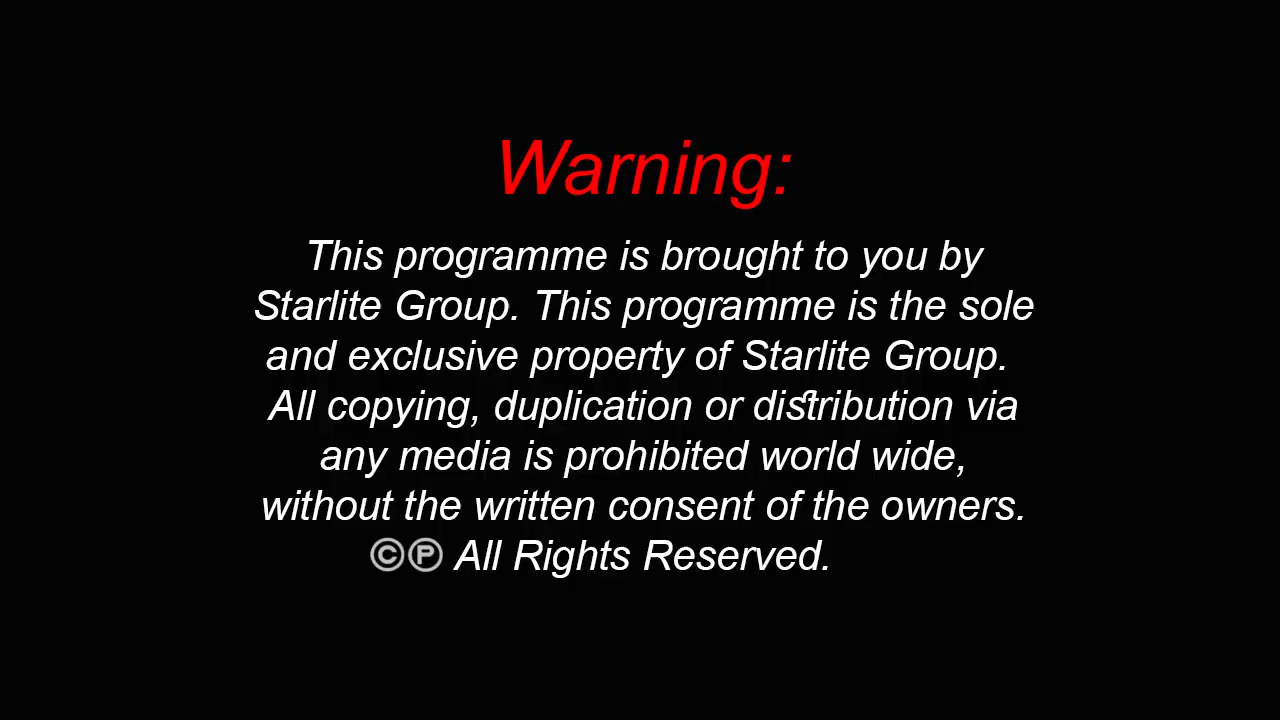 Warning:
This programme is brought to you by
Starlite Group. This programme is the sole
and exclusive property of Starlite Group.
All copying, duplication or distribution via
any media is prohibited world wide,
without the written consent of the owners.
©℗ All Rights Reserved.